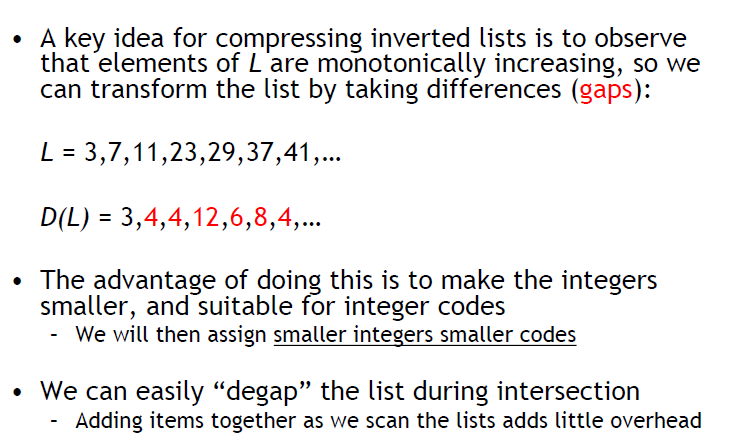 • A key idea for compressing inverted lists is to observe
that elements of L are monotonically increasing, so we
can transform the list by taking differences (gaps):
L = 3,7,11,23,29,37,41,…
D(L) = 3,4,4,12,6,8,4,…
• The advantage of doing this is to make the integers
smaller, and suitable for integer codes
- We will then assign smaller integers smaller codes
• We can easily “degap” the list during intersection
- Adding items together as we scan the lists adds little overhead